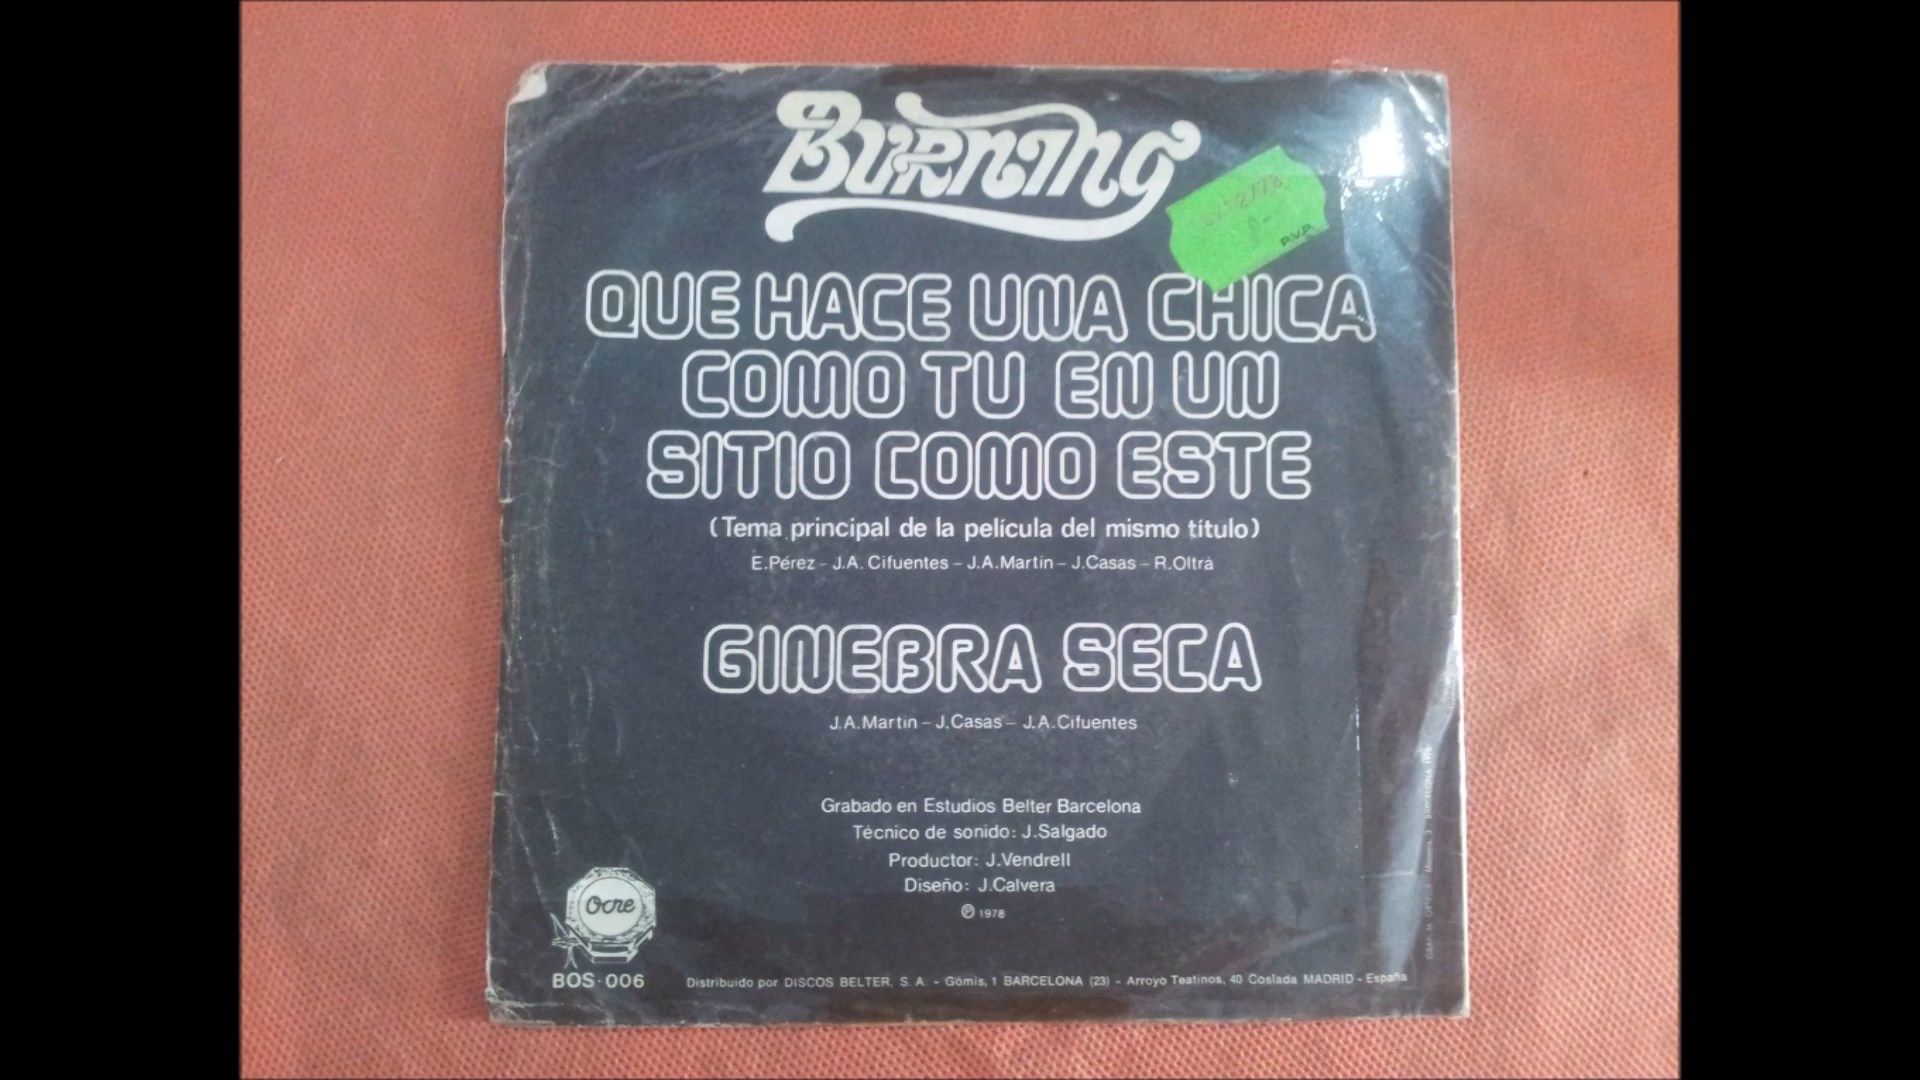 Burning
P.V.P.
QUE HACE UNA CHICA
COMO TU EN UN
SITIO COMO ESTE
(Tema principal de la película del mismo título)
E.Pérez - J.A. Cifuentes - J.A.Martín - J.Casas - R.Oltrá
GINEBRA SECA
J.A.Martin - J.Casas - J.A.Cifuentes
Grabado en Estudios Belter Barcelona
Técnico de sonido: J.Salgado
Productor: J.Vendrell
Diseño: J.Calvera
℗ 1978
Ocre
BOS·006
Distribuido por DISCOS BELTER, S. A. - Gomis, 1 BARCELONA (23) - Arroyo Teatinos, 40 Coslada MADRID - España